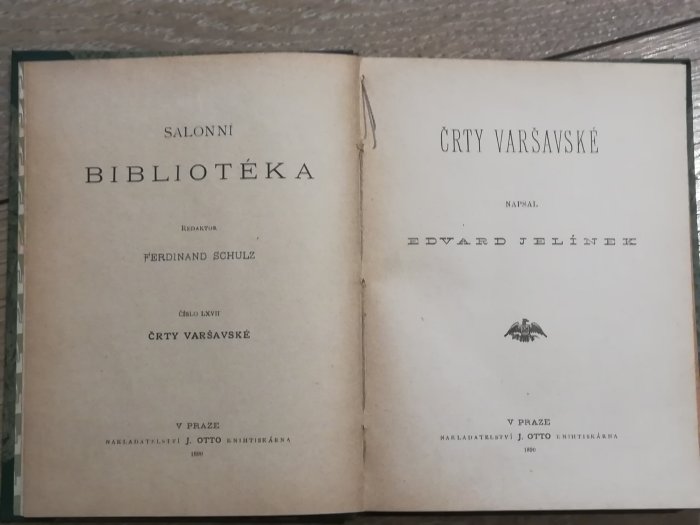 SALONNÍ
BIBLIOTÉKA
REDAKTOR
FERDINAND SCHULZ
ČÍSLO LXVII
ČRTY VARŠAVSKÉ
V PRAZE
NAKLADATELSTVÍ J. OTTO KNIHTISKÁRNA
1890
ČRTY VARŠAVSKÉ
NAPSAL
EDVARD JELÍNEK
V PRAZE
NAKLADATELSTVÍ J. OTTO KNIHTISKÁRNA
1890